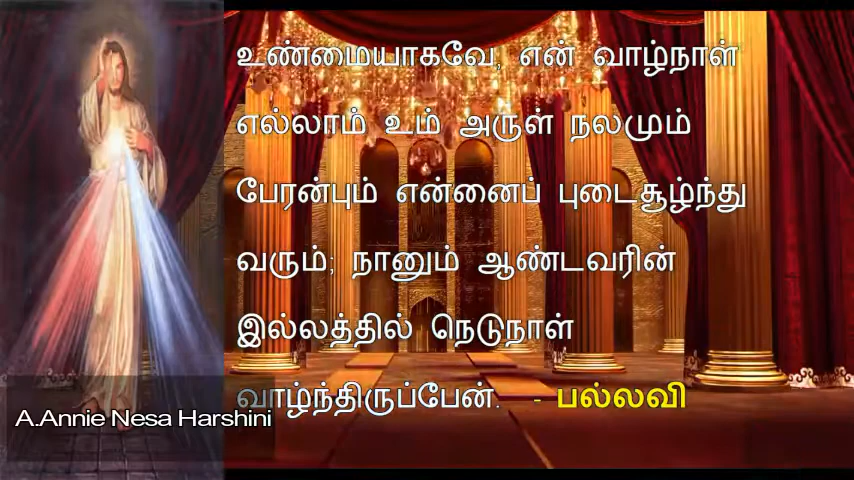 உண்மையாகவே, என் வாழ்நாள்
எல்லாம் உம் அருள் நலமும்
பேரன்பும் என்னைப் புடைசூழ்ந்து
வரும்; நானும் ஆண்டவரின்
இல்லத்தில் நெடுநாள்
வாழ்ந்திருப்பேன். - பல்லவி
A.Annie Nesa Harshini